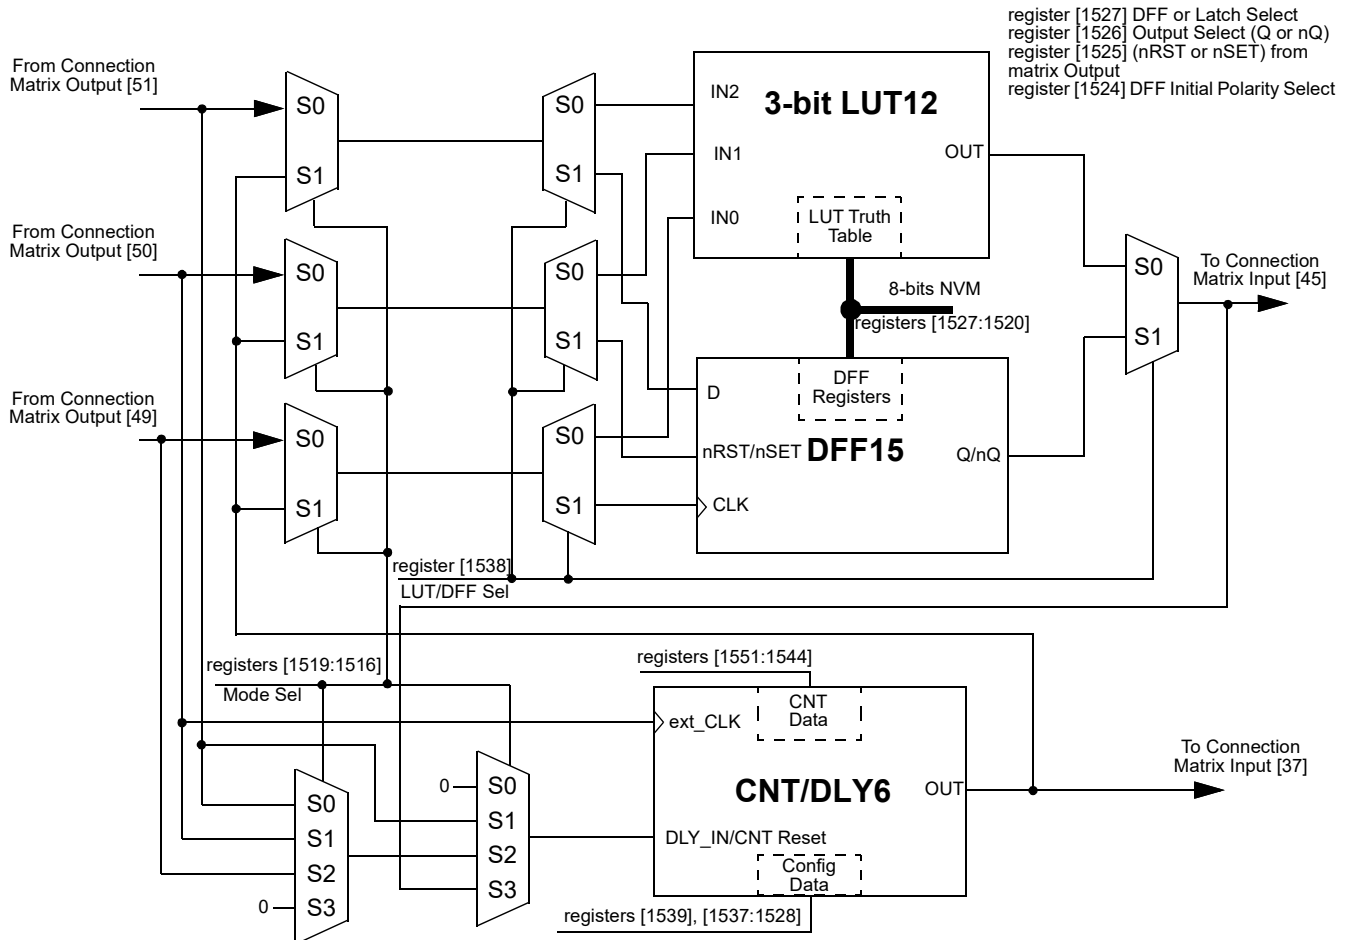 register [1527] DFF or Latch Select
register [1526] Output Select (Q or nQ)
register [1525] (nRST or nSET) from
matrix Output
register [1524] DFF Initial Polarity Select
From Connection
Matrix Output [51]
S0
S1
S0
S1
IN2
3-bit LUT12
IN1
OUT
IN0
LUT Truth
Table
From Connection
Matrix Output [50]
S0
S1
S0
S1
8-bits NVM
registers [1527:1520]
S0
S1
To Connection
Matrix Input [45]
From Connection
Matrix Output [49]
S0
S1
S0
S1
D
DFF
Registers
nRST/nSET
DFF15
Q/nQ
CLK
register [1538]
LUT/DFF Sel
registers [1519:1516]
Mode Sel
registers [1551:1544]
CNT
Data
ext_CLK
CNT/DLY6
OUT
To Connection
Matrix Input [37]
DLY_IN/CNT Reset
Config
Data
0
S0
S1
S2
S3
S0
S1
S2
0
S3
registers [1539], [1537:1528]